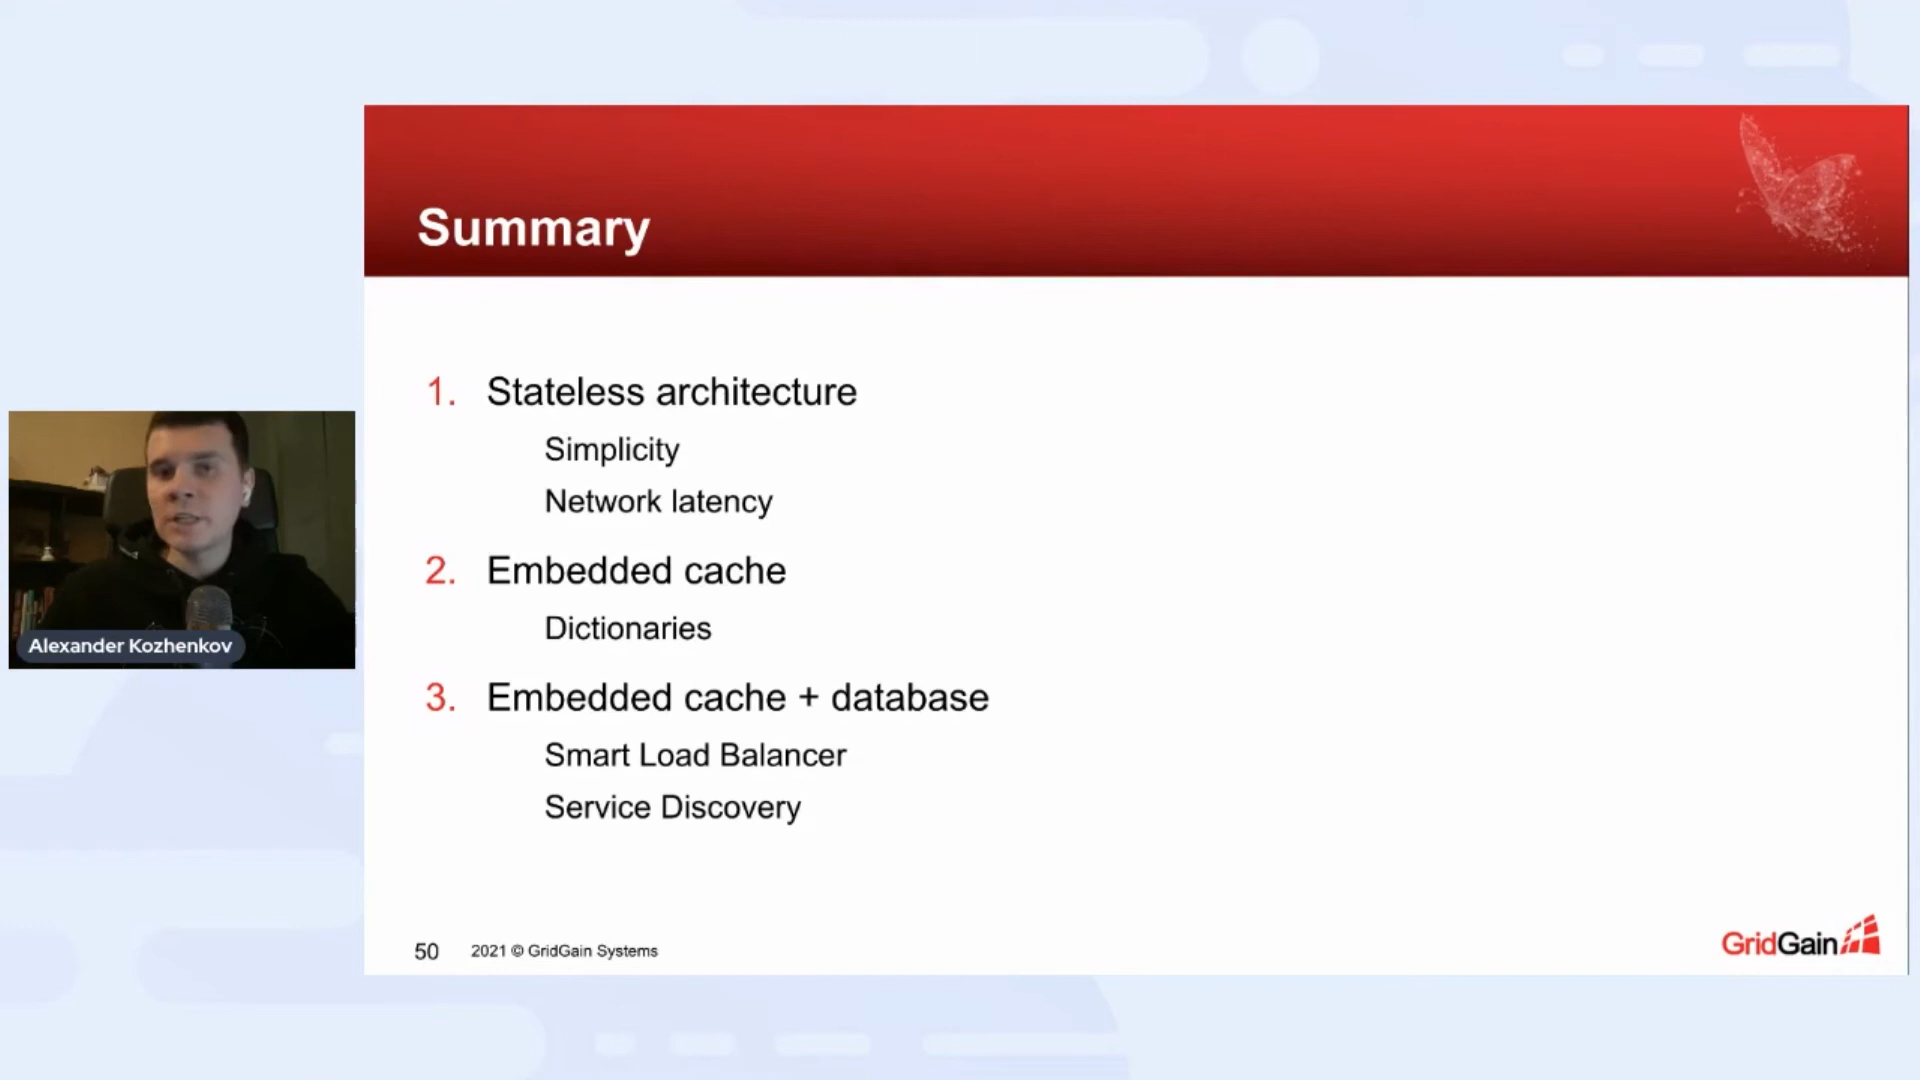 Summary
1. Stateless architecture
Simplicity
Network latency
2. Embedded cache
Dictionaries
3. Embedded cache + database
Smart Load Balancer
Service Discovery
50 2021 © GridGain Systems
GridGain
Alexander Kozhenkov